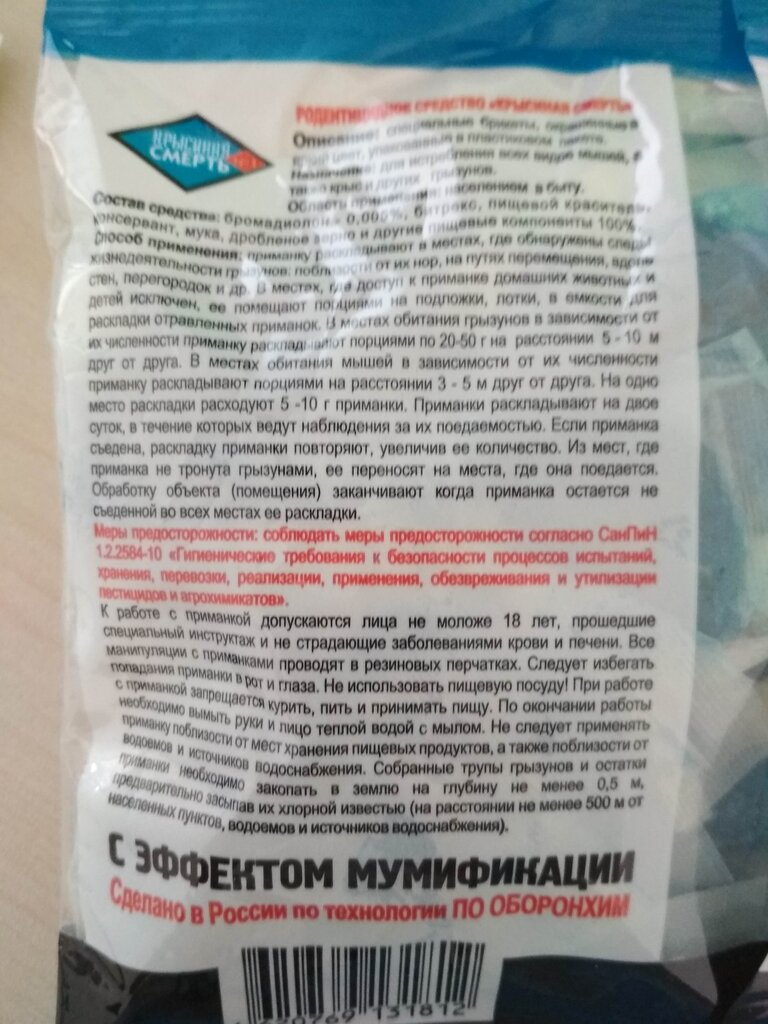 КРЫСИНАЯ
СМЕРТЬ
РОДЕНТИЦИДНОЕ СРЕДСТВО «КРЫСИНАЯ СМЕРТЬ»
Описание: специальные брикеты, окрашенные в
цвет, упакованные в пластиковом пакете.
Назначение: для истребления всех видов мышей, а
также крыс и других грызунов.
Область применения: населением в быту.
Состав средства: бромадиолон - 0,005%, битрекс, пищевой краситель,
консервант, мука, дробленое зерно и другие пищевые компоненты 100%.
Способ применения: приманку раскладывают в местах, где обнаружены следы
жизнедеятельности грызунов: поблизости от их нор, на путях перемещения, вдоль
стен, перегородок и др. В местах, где доступ к приманке домашних животных и
детей исключен, ее помещают порциями на подложки, лотки, в емкости для
раскладки отравленных приманок. В местах обитания грызунов в зависимости от
их численности приманку раскладывают порциями по 20-50 г на расстоянии 5 - 10 м
друг от друга. В местах обитания мышей в зависимости от их численности
приманку раскладывают порциями на расстоянии 3 - 5 м друг от друга. На одно
место раскладки расходуют 5 -10 г приманки. Приманки раскладывают на двое
суток, в течение которых ведут наблюдения за их поедаемостью. Если приманка
съедена, раскладку приманки повторяют, увеличив ее количество. Из мест, где
приманка не тронута грызунами, ее переносят на места, где она поедается.
Обработку объекта (помещения) заканчивают когда приманка остается не
съеденной во всех местах ее раскладки.
Меры предосторожности: соблюдать меры предосторожности согласно СанПиН
1.2.2584-10 «Гигиенические требования к безопасности процессов испытаний,
хранения, перевозки, реализации, применения, обезвреживания и утилизации
пестицидов и агрохимикатов».
К работе с приманкой допускаются лица не моложе 18 лет, прошедшие
специальный инструктаж и не страдающие заболеваниями крови и печени. Все
манипуляции с приманками проводят в резиновых перчатках. Следует избегать
попадания приманки в рот и глаза. Не использовать пищевую посуду! При работе
с приманкой запрещается курить, пить и принимать пищу. По окончании работы
необходимо вымыть руки и лицо теплой водой с мылом. Не следует применять
приманку поблизости от мест хранения пищевых продуктов, а также поблизости от
водоемов и источников водоснабжения. Собранные трупы грызунов и остатки
приманки необходимо закопать в землю на глубину не менее 0,5 м,
предварительно засыпав их хлорной известью (на расстоянии не менее 500 м от
населенных пунктов, водоемов и источников водоснабжения).
С ЭФФЕКТОМ МУМИФИКАЦИИ
Сделано в России по технологии ПО ОБОРОНХИМ
131812